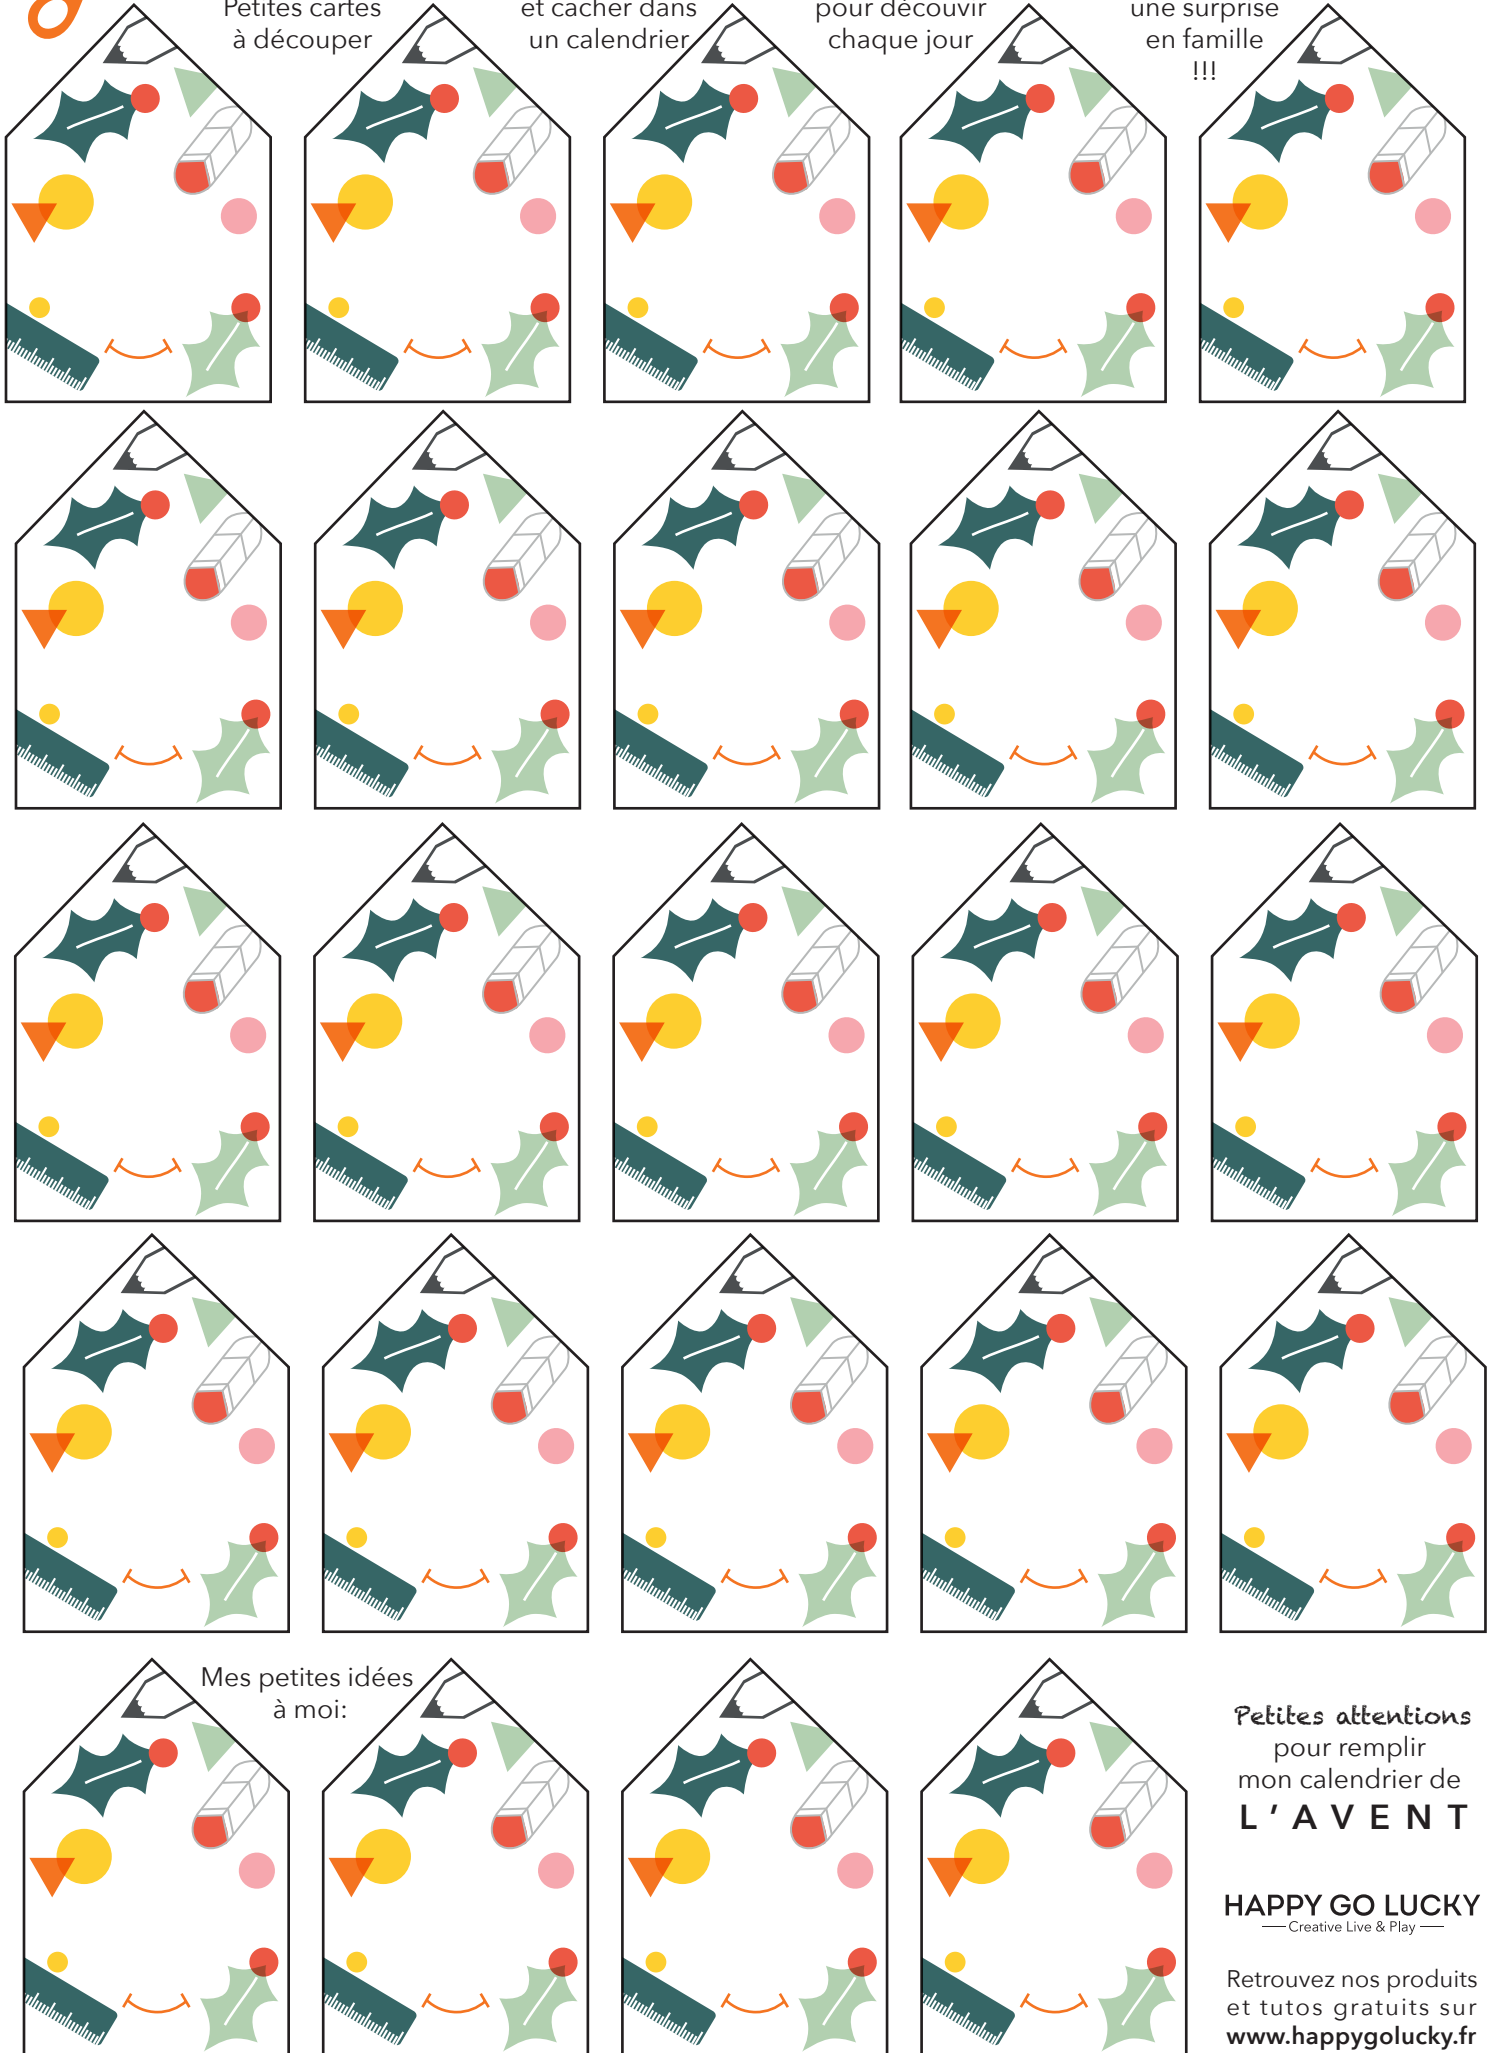 Petites cartes
à découper
et cacher dans
un calendrier
pour découvir
chaque jour
une surprise
en famille
!!!
Mes petites idées
à moi:
Petites attentions
pour remplir
mon calendrier de
L'AVENT
HAPPY GO LUCKY
Creative Live & Play
Retrouvez nos produits
et tutos gratuits sur
www.happygolucky.fr